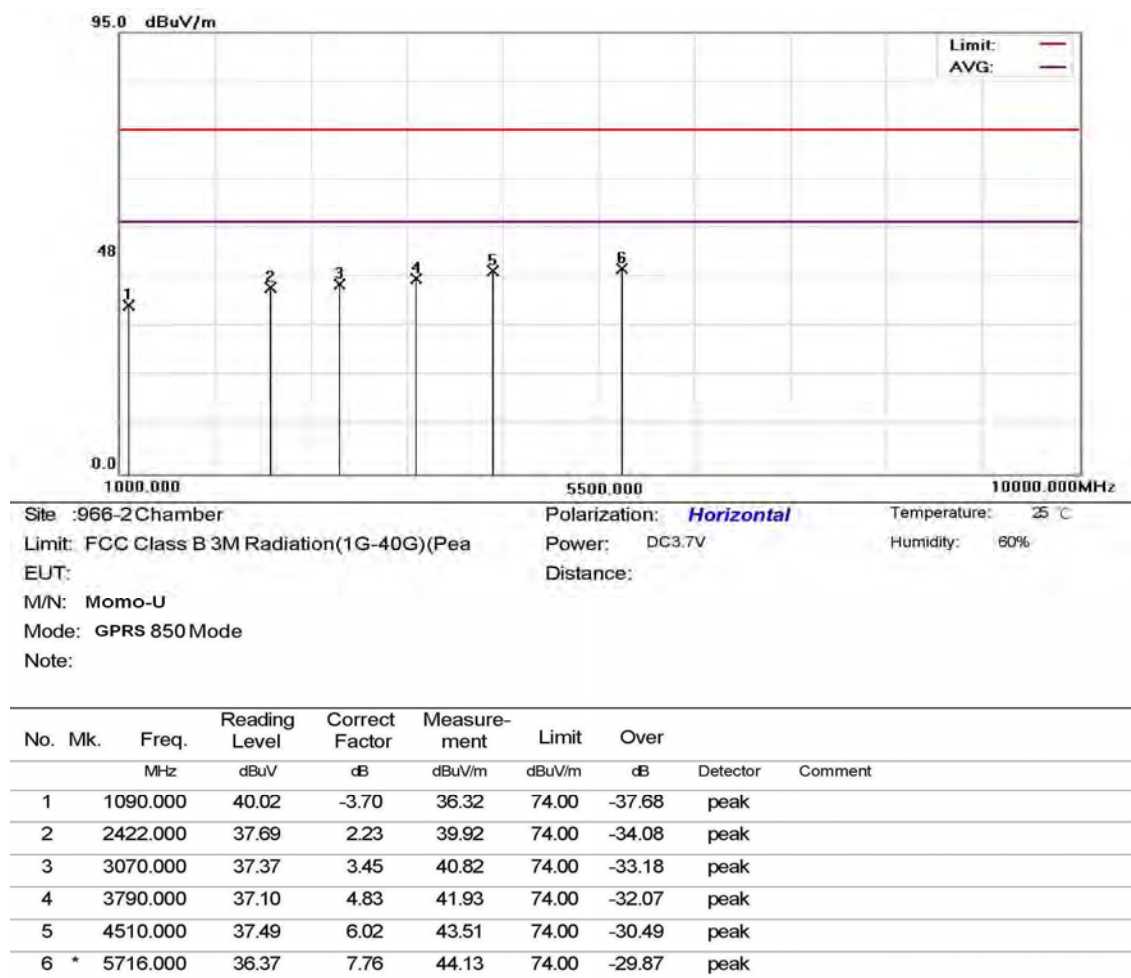 95.0 dBuV/m
Limit:
AVG:
48
1
2
3
4
5
6
0.0
1000.000 5500.000 10000.000MHz
Site :966-2Chamber Polarization: Horizontal Temperature: 25 ℃
Limit: FCC Class B 3M Radiation(1G-40G)(Pea Power: DC3.7V Humidity: 60%
EUT: Distance:
M/N: Momo-U
Mode: GPRS 850 Mode
Note:
No. Mk. Freq. Reading Level Correct Factor Measure-ment Limit Over
MHz dBuV dB dBuV/m dBuV/m dB Detector Comment
1 1090.000 40.02 -3.70 36.32 74.00 -37.68 peak
2 2422.000 37.69 2.23 39.92 74.00 -34.08 peak
3 3070.000 37.37 3.45 40.82 74.00 -33.18 peak
4 3790.000 37.10 4.83 41.93 74.00 -32.07 peak
5 4510.000 37.49 6.02 43.51 74.00 -30.49 peak
6 * 5716.000 36.37 7.76 44.13 74.00 -29.87 peak